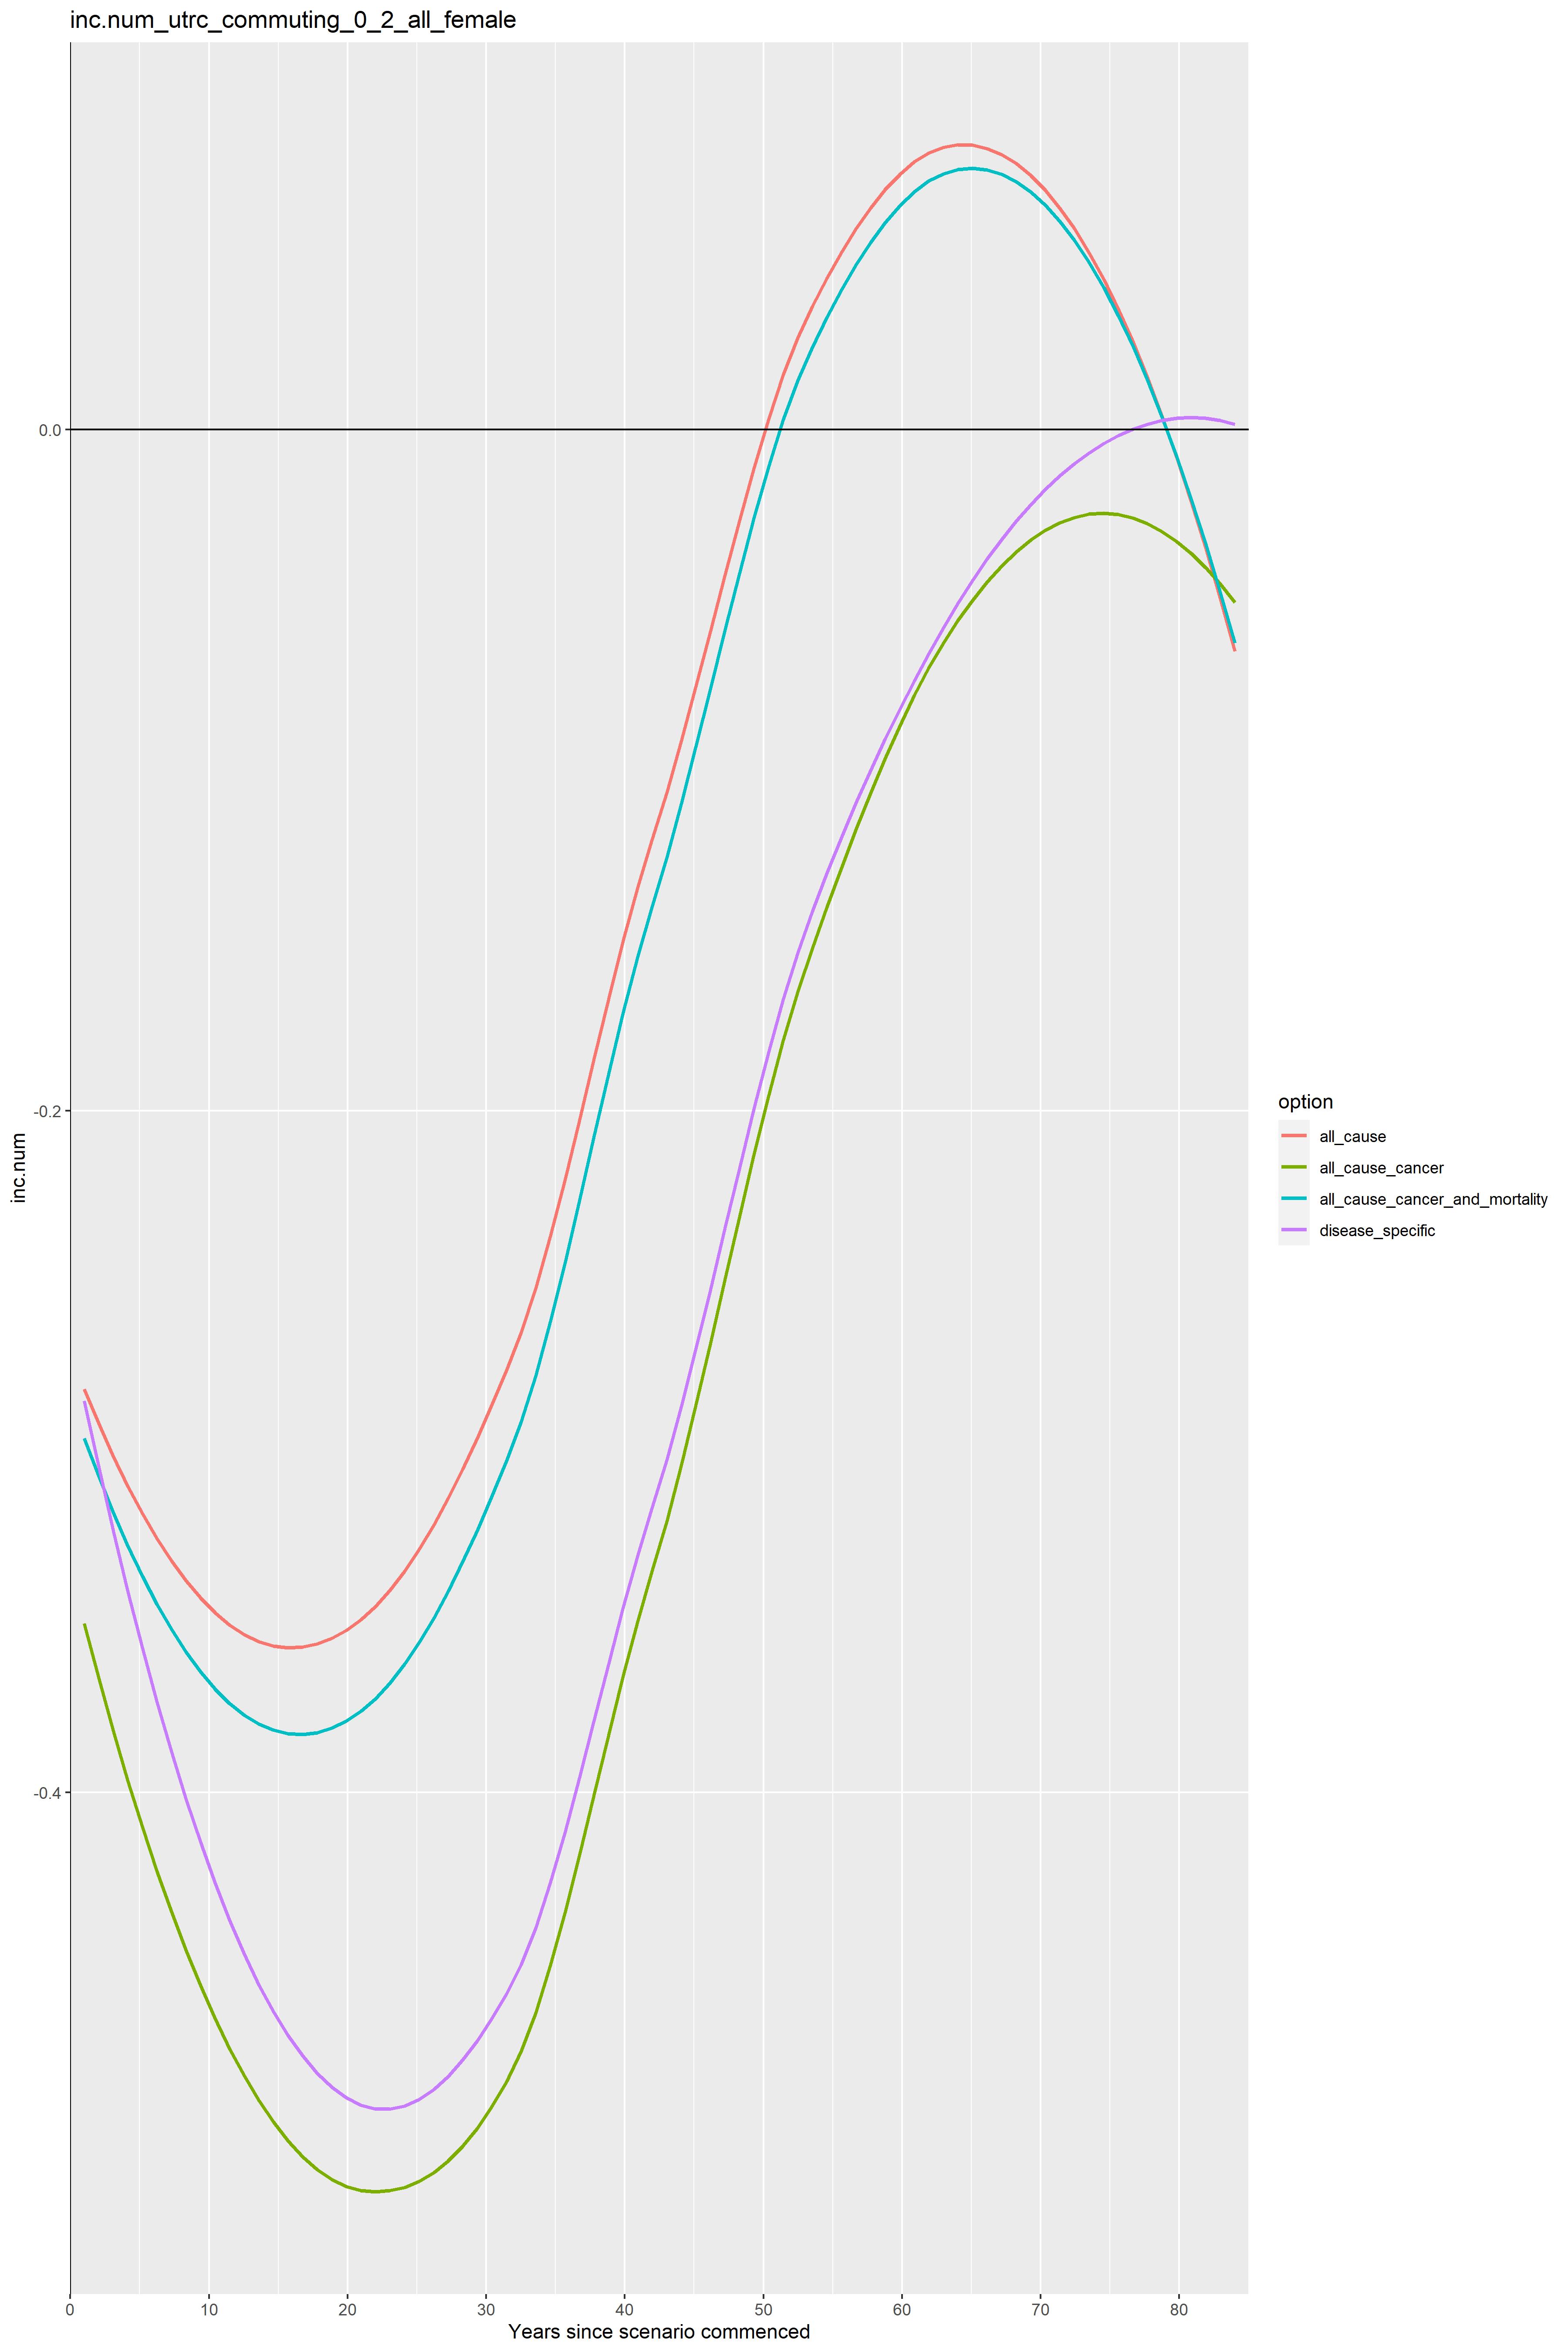 inc.num_utrc_commuting_0_2_all_female
0.0
-0.2
-0.4
inc.num
0 10 20 30 40 50 60 70 80
Years since scenario commenced
option
all_cause
all_cause_cancer
all_cause_cancer_and_mortality
disease_specific